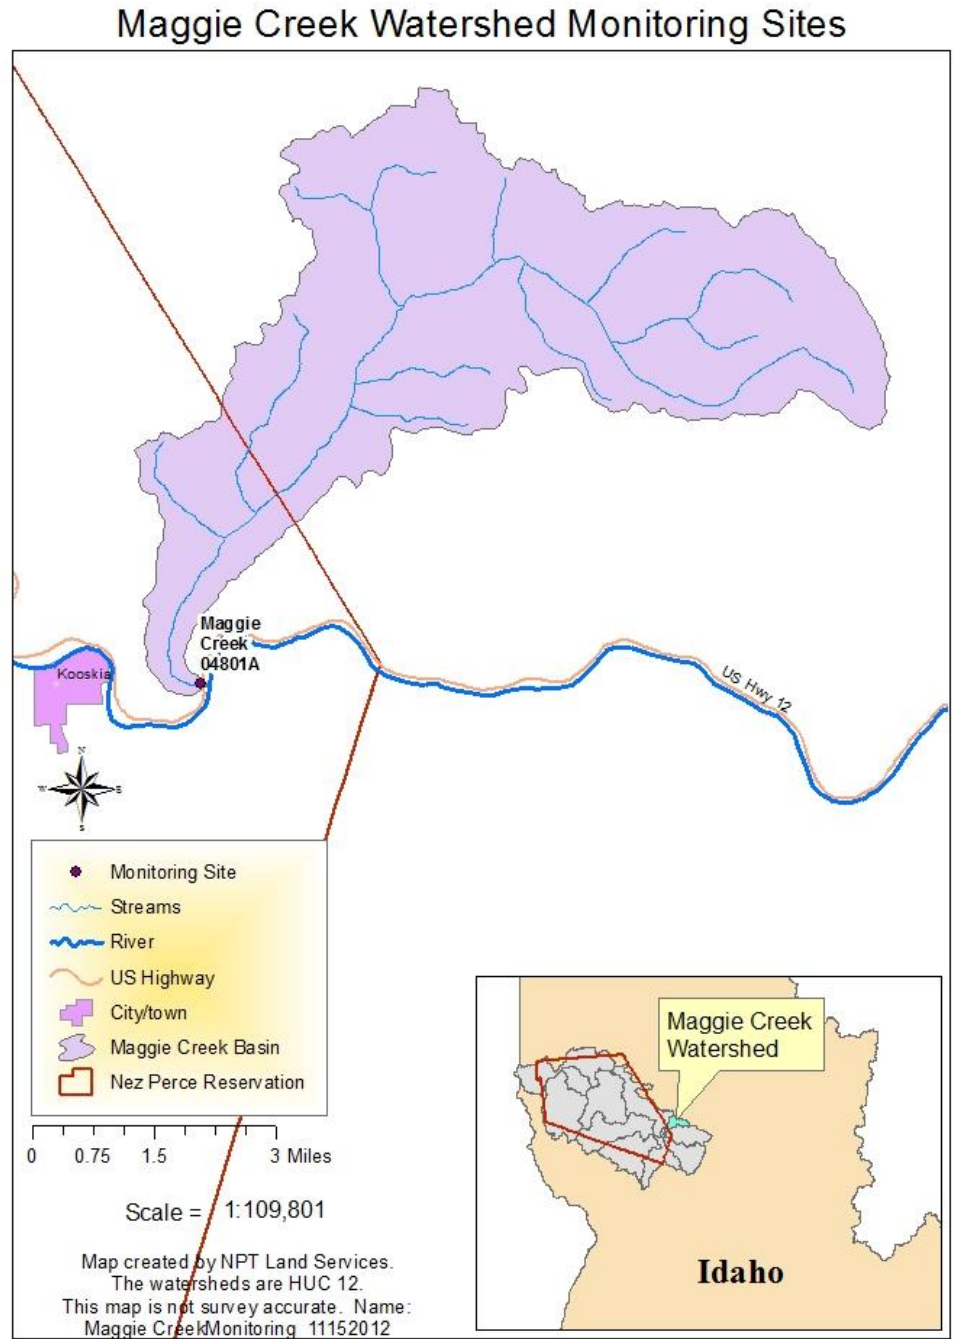 Maggie Creek Watershed Monitoring Sites
Maggie
Creek
04801A
Kooskia
US Hwy 12
N
W E
S
Monitoring Site
Streams
River
US Highway
City/town
Maggie Creek Basin
Nez Perce Reservation
0 0.75 1.5 3 Miles
Scale = 1:109,801
Map created by NPT Land Services.
The watersheds are HUC 12.
This map is not survey accurate. Name:
Maggie CreekMonitoring_11152012
Maggie Creek
Watershed
Idaho